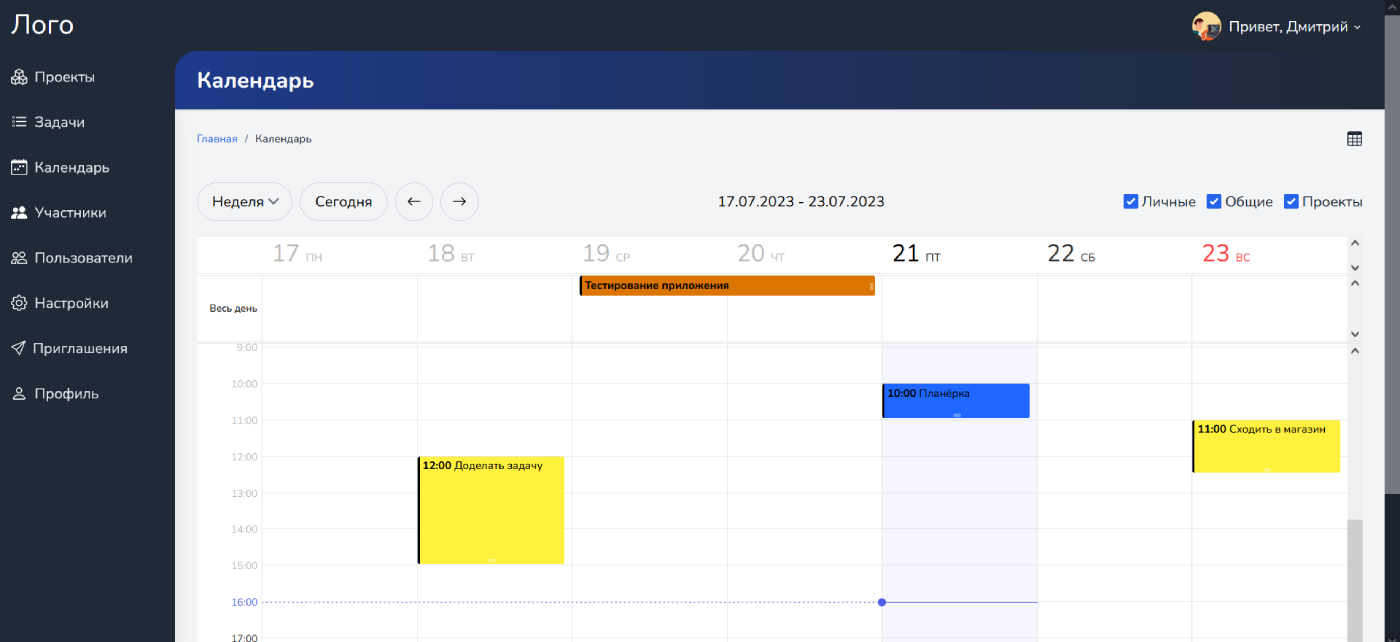 Лого
Привет, Дмитрий
Проекты
Задачи
Календарь
Участники
Пользователи
Настройки
Приглашения
Профиль
Календарь
Главная / Календарь
Неделя Сегодня ← →
17.07.2023 - 23.07.2023
Личные Общие Проекты
17 ПН 18 ВТ 19 СР 20 ЧТ 21 ПТ 22 СБ 23 ВС
Весь день
Тестирование приложения
9:00
10:00
10:00 Планёрка
11:00
11:00 Сходить в магазин
12:00
12:00 Доделать задачу
13:00
14:00
15:00
16:00
17:00